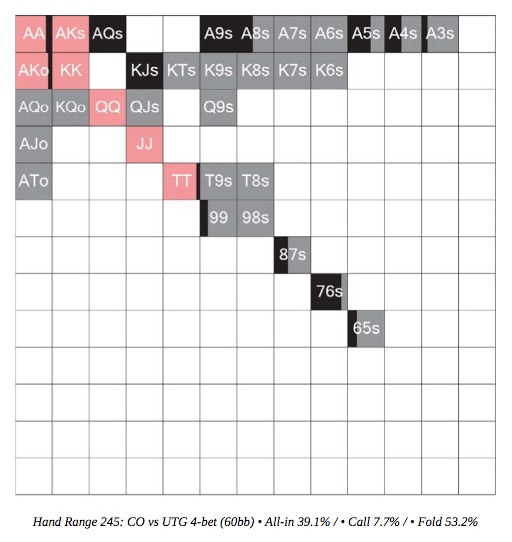 AA AKs AQs A9s A8s A7s A6s A5s A4s A3s
AKo KK KJs KTs K9s K8s K7s K6s
AQo KQo QQ QJs Q9s
AJo JJ
ATo TT T9s T8s
99 98s
87s
76s
65s
Hand Range 245: CO vs UTG 4-bet (60bb) • All-in 39.1% / • Call 7.7% / • Fold 53.2%